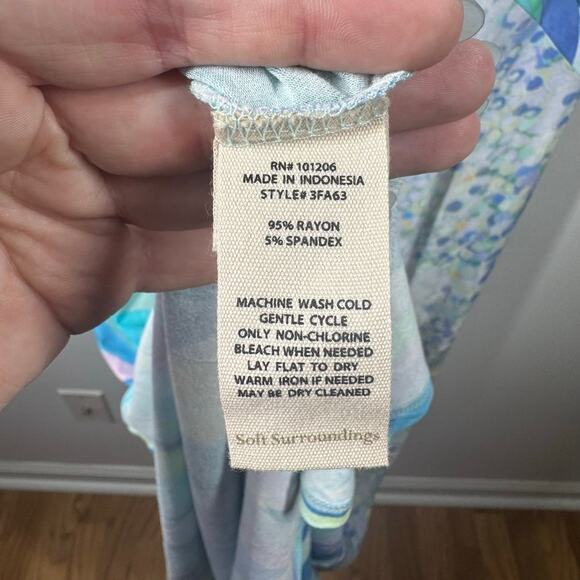 RN# 101206
MADE IN INDONESIA
STYLE# 3FA63
95% RAYON
5% SPANDEX
MACHINE WASH COLD
GENTLE CYCLE
ONLY NON-CHLORINE
BLEACH WHEN NEEDED
LAY FLAT TO DRY
WARM IRON IF NEEDED
MAY BE DRY CLEANED
Soft Surroundings